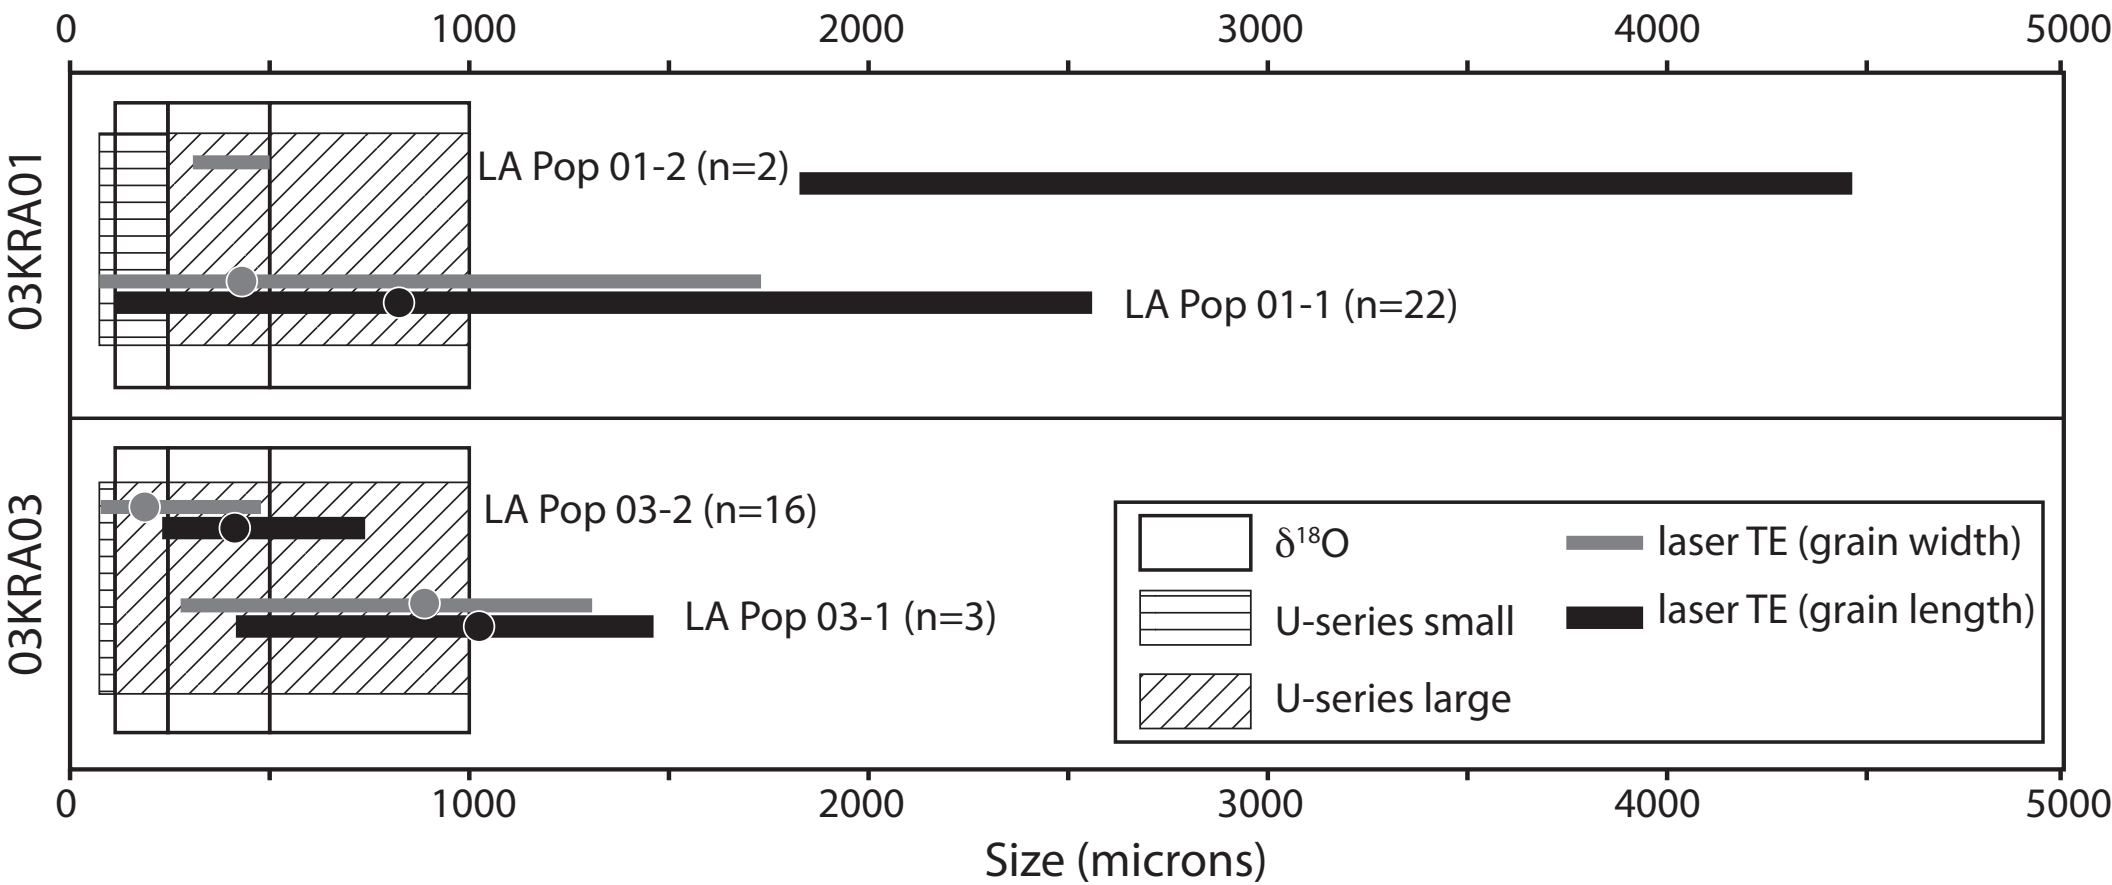 0 1000 2000 3000 4000 5000
03KRA01
LA Pop 01-2 (n=2)
LA Pop 01-1 (n=22)
03KRA03
LA Pop 03-2 (n=16)
LA Pop 03-1 (n=3)
δ¹⁸O
U-series small
U-series large
laser TE (grain width)
laser TE (grain length)
0 1000 2000 3000 4000 5000
Size (microns)